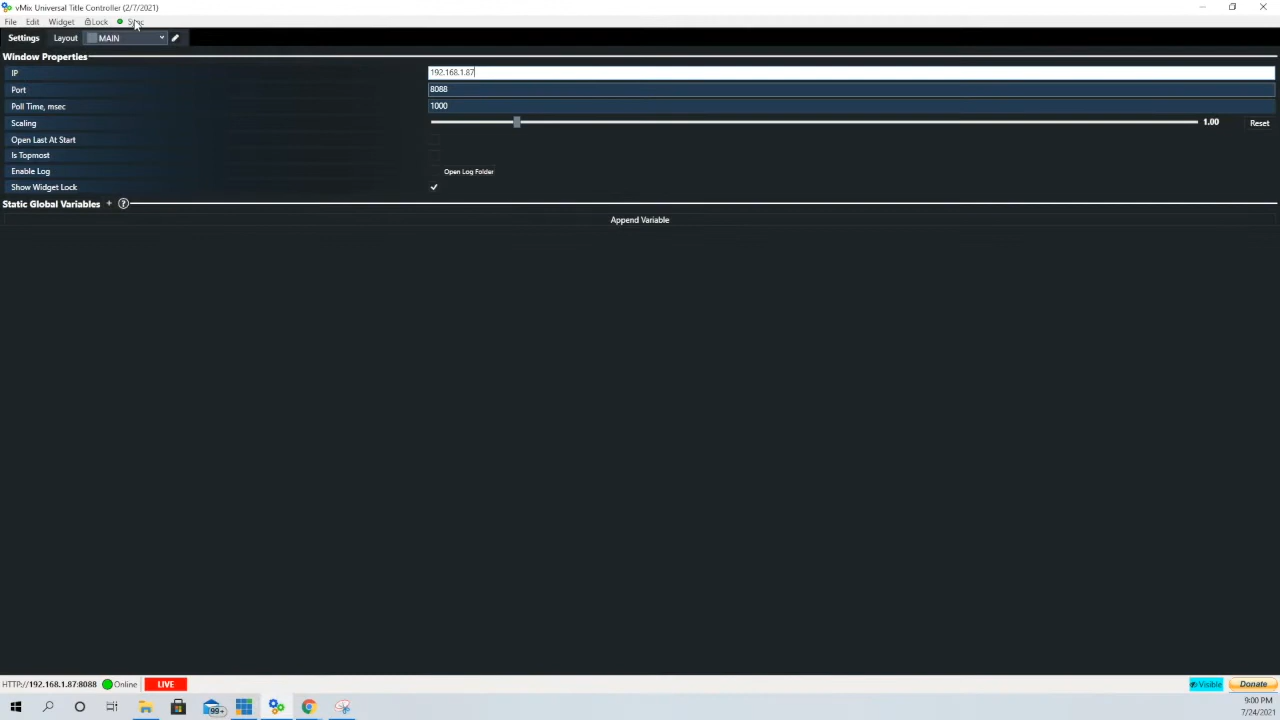 vMix Universal Title Controller (2/7/2021)
File Edit Widget Lock Sync
Settings Layout MAIN
Window Properties
IP 192.168.1.87
Port 8088
Poll Time, msec 1000
Scaling 1.00 Reset
Open Last At Start
Is Topmost
Enable Log Open Log Folder
Show Widget Lock
Static Global Variables + ?
Append Variable
HTTP://192.168.1.87:8088 Online LIVE Visible Donate
99+
9:00 PM
7/24/2021